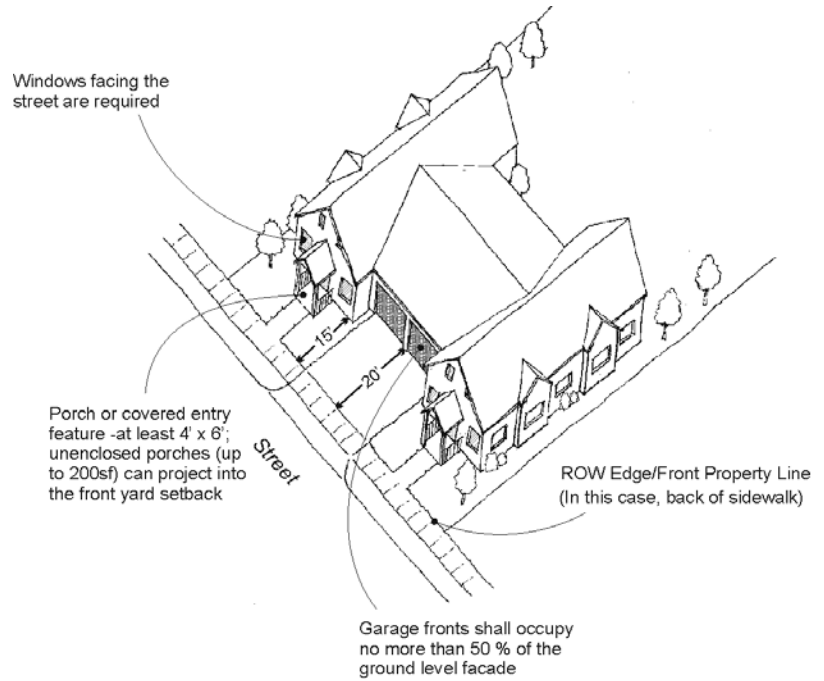 Windows facing the
street are required
15'
20'
Porch or covered entry
feature -at least 4' x 6';
unenclosed porches (up
to 200sf) can project into
the front yard setback
Street
ROW Edge/Front Property Line
(In this case, back of sidewalk)
Garage fronts shall occupy
no more than 50 % of the
ground level facade